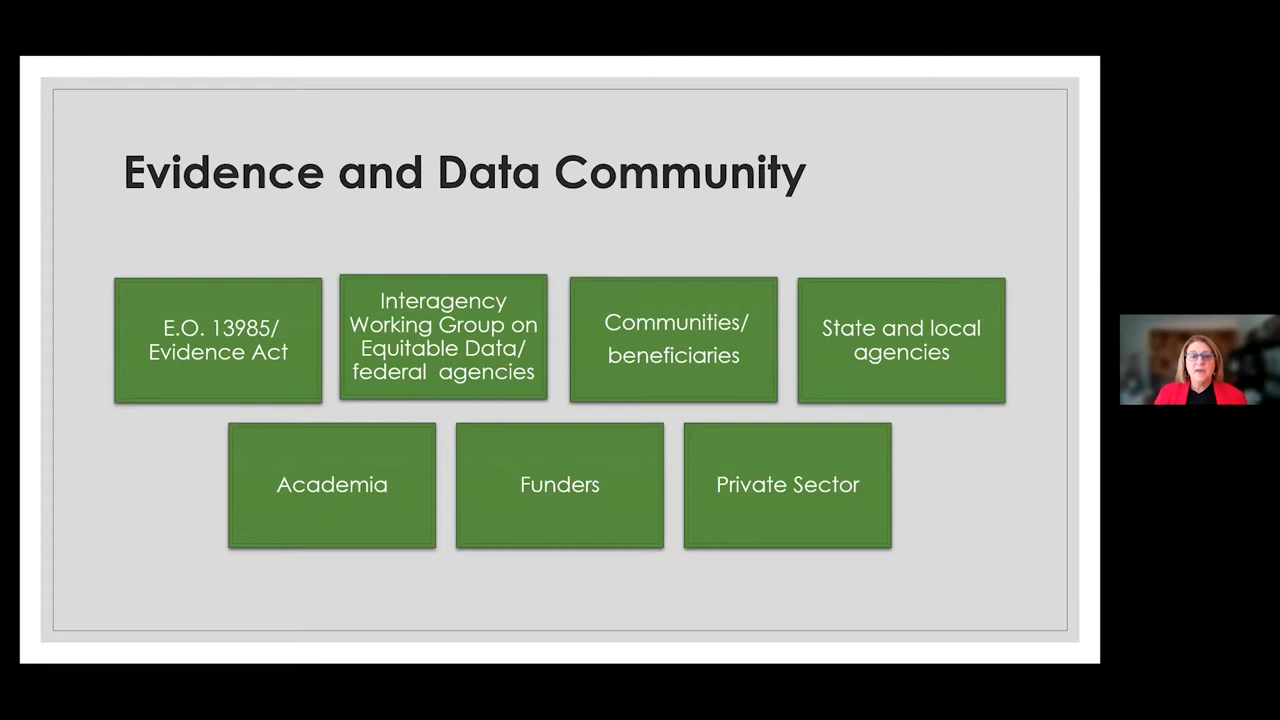 Evidence and Data Community
E.O. 13985/
Evidence Act
Interagency
Working Group on
Equitable Data/
federal agencies
Communities/
beneficiaries
State and local
agencies
Academia
Funders
Private Sector